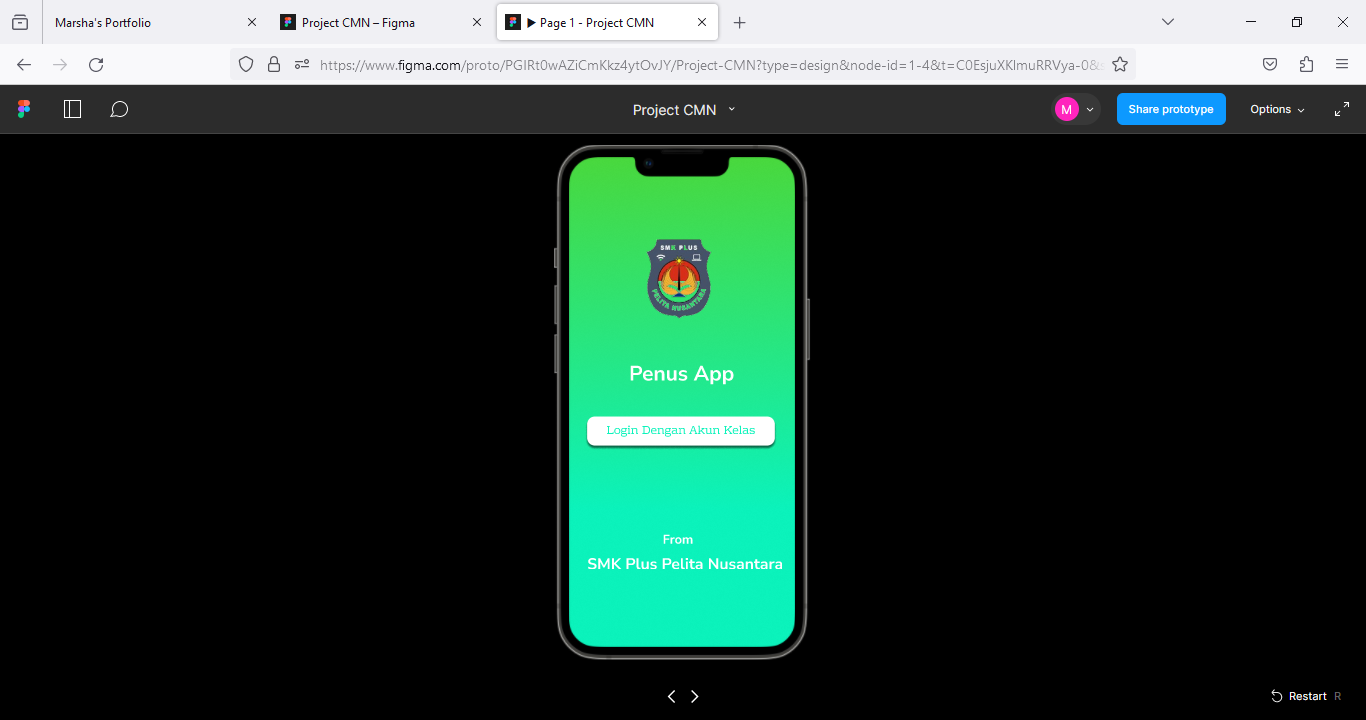 Marsha's Portfolio
Project CMN – Figma
▶ Page 1 - Project CMN
https://www.figma.com/proto/PGIRt0wAZiCmKkz4ytOvJY/Project-CMN?type=design&node-id=1-4&t=C0EsjuXKlmuRRVya-0&
Project CMN
M
Share prototype
Options
SMK PLUS
PELITA NUSANTARA
Penus App
Login Dengan Akun Kelas
From
SMK Plus Pelita Nusantara
Restart R